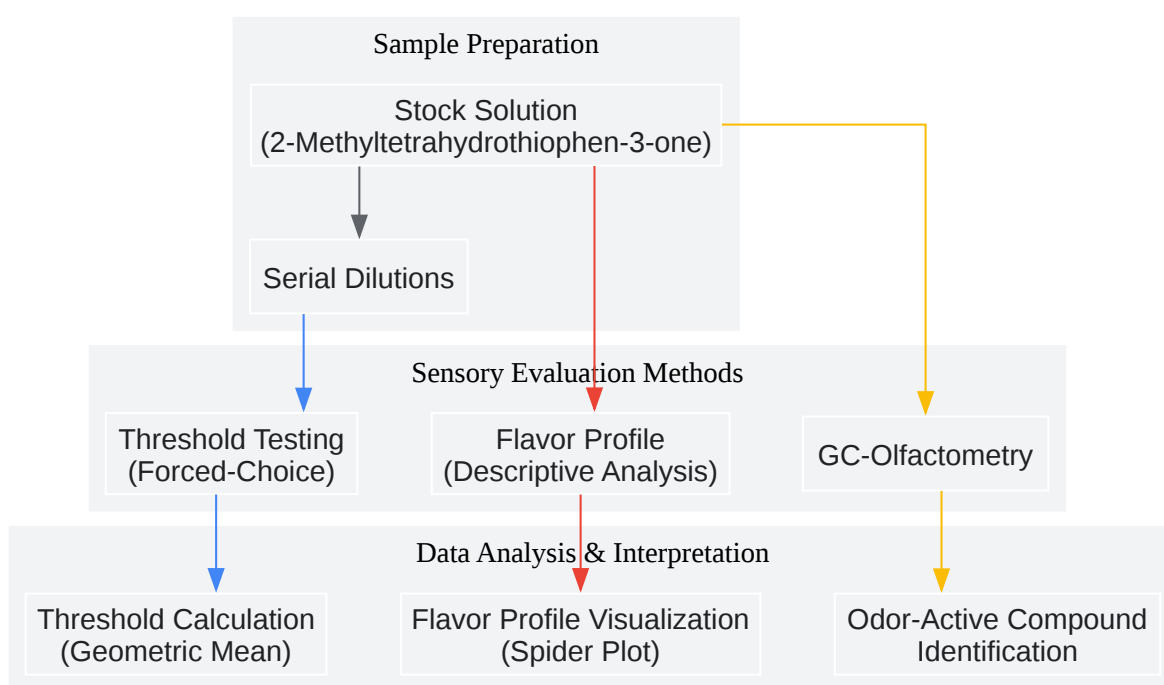 Sample Preparation
Stock Solution
(2-Methyltetrahydrothiophen-3-one)
Serial Dilutions
Sensory Evaluation Methods
Threshold Testing
(Forced-Choice)
Flavor Profile
(Descriptive Analysis)
GC-Olfactometry
Data Analysis & Interpretation
Threshold Calculation
(Geometric Mean)
Flavor Profile Visualization
(Spider Plot)
Odor-Active Compound
Identification